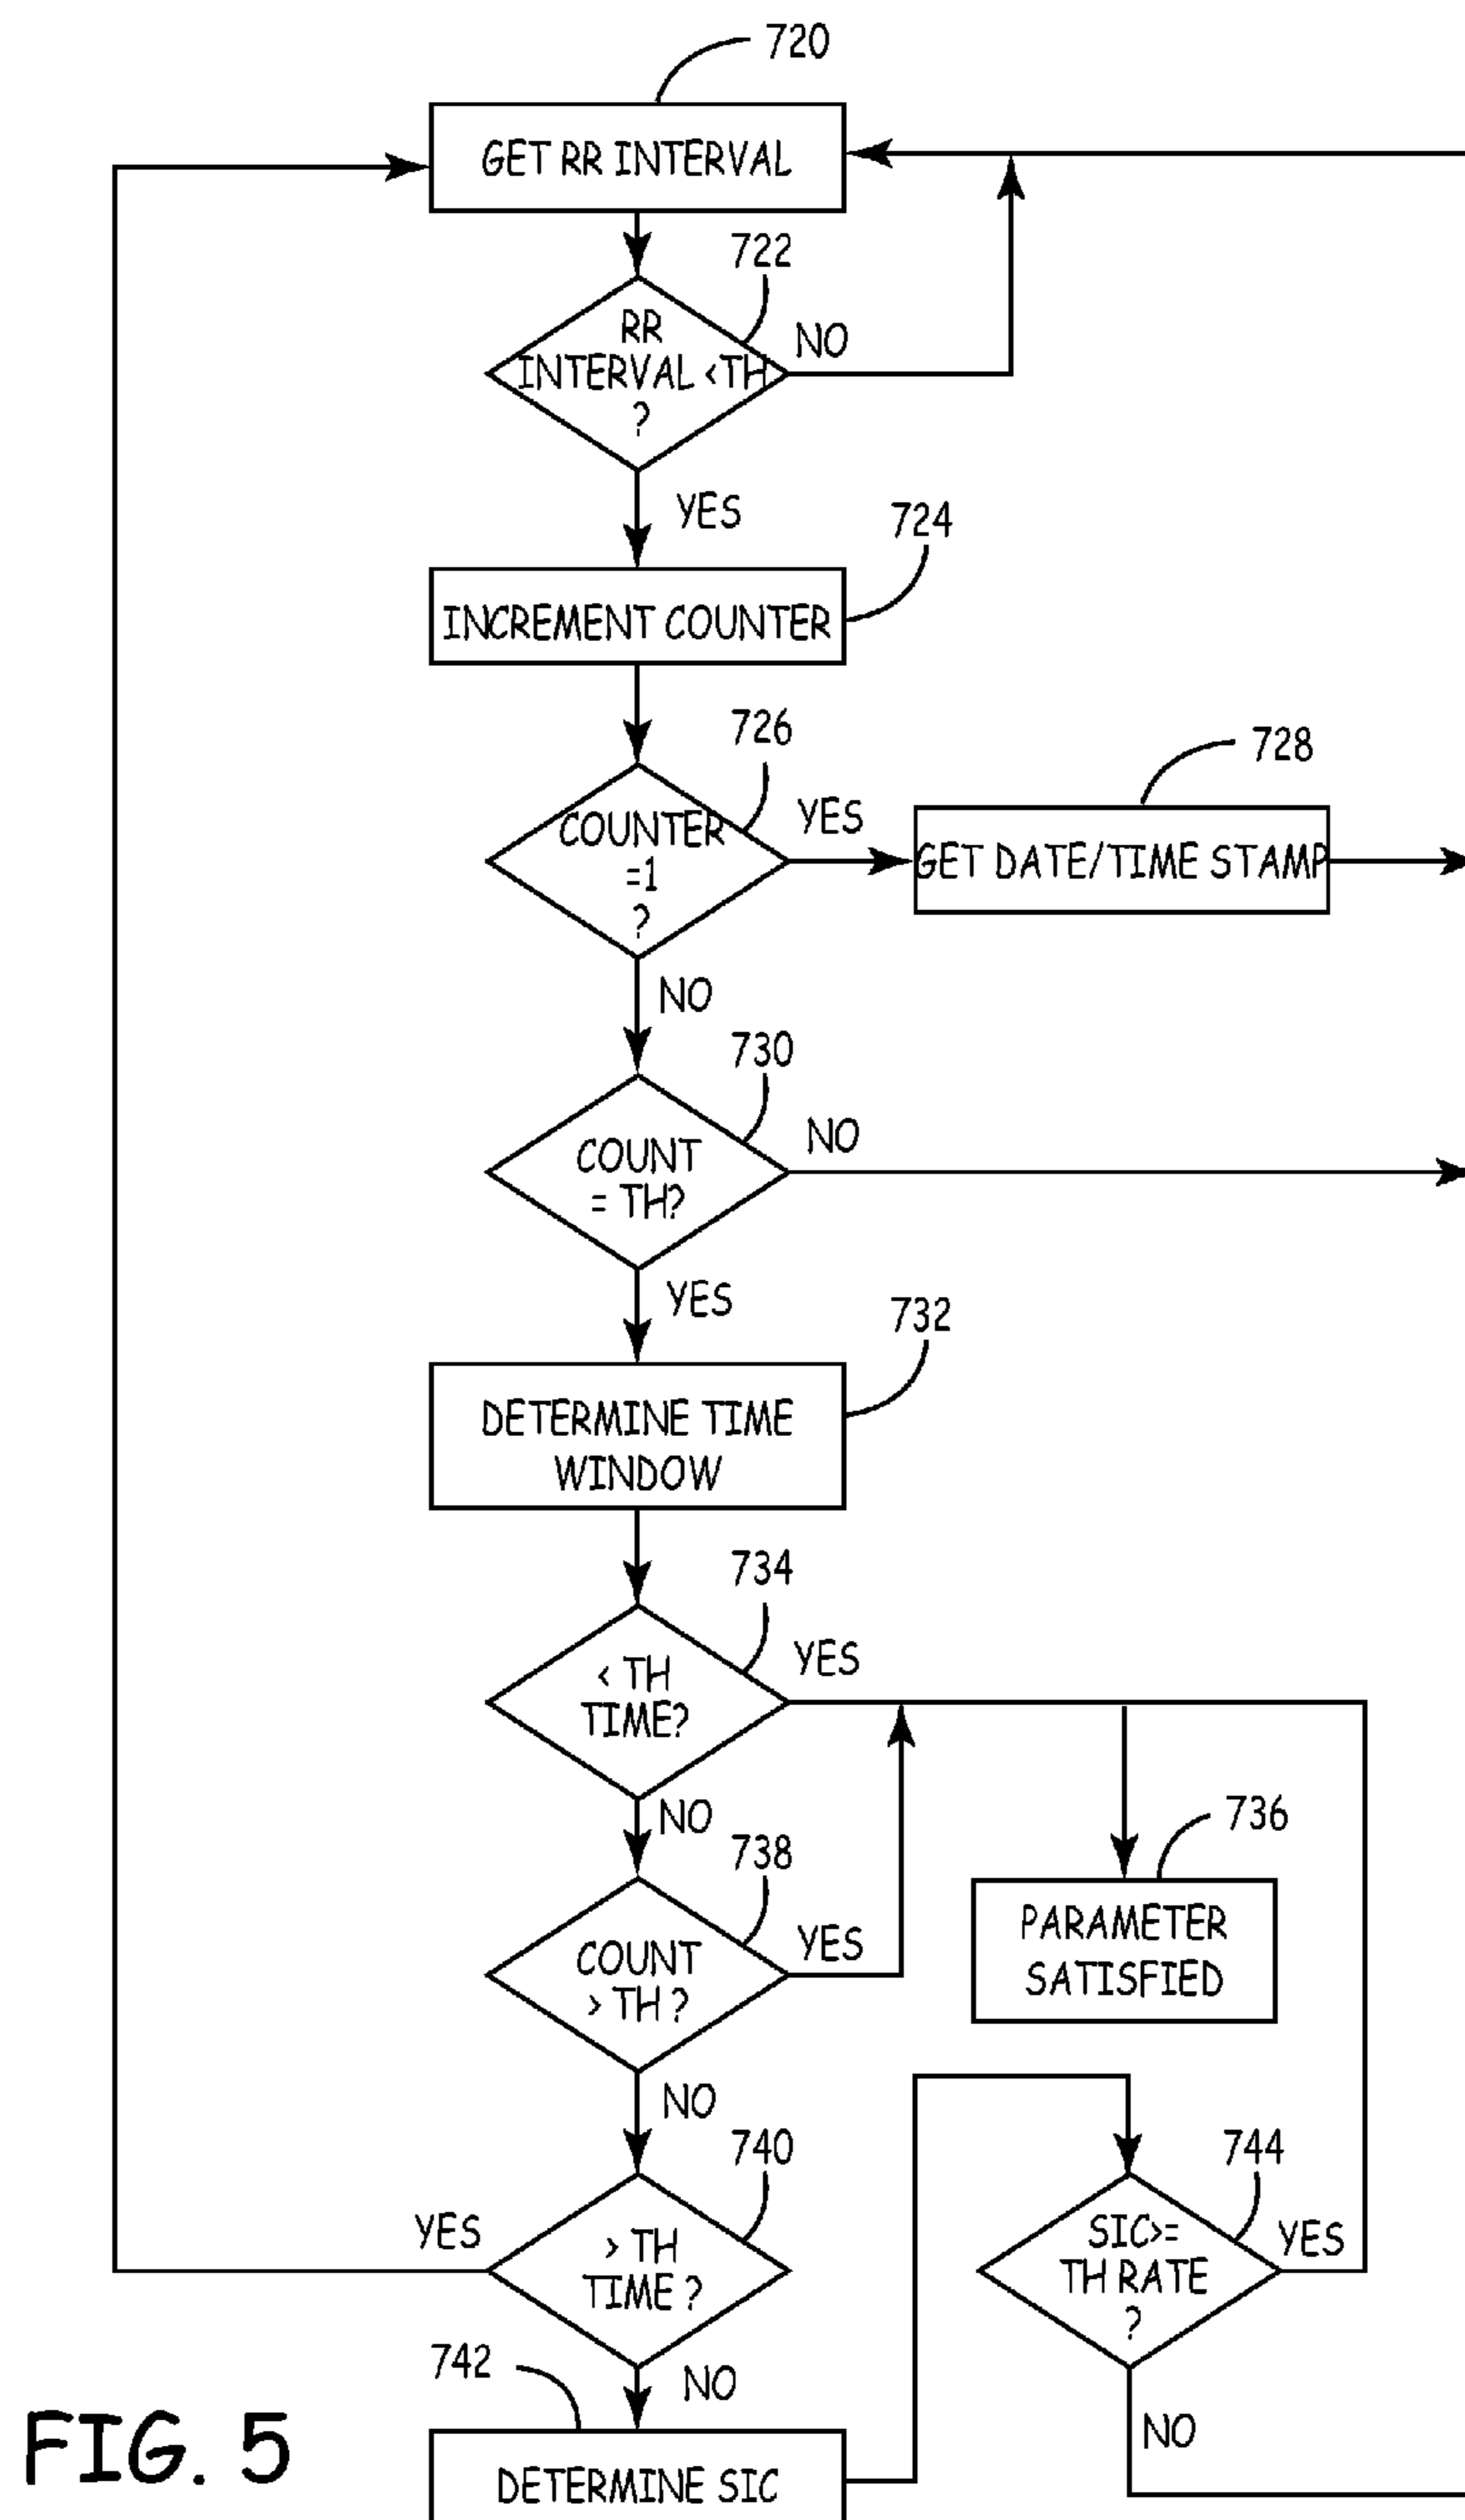 720
GET RR INTERVAL
722
RR
INTERVAL <TH
?
NO
YES
724
INCREMENT COUNTER
726
COUNTER
=1
?
YES
728
GET DATE/TIME STAMP
NO
730
COUNT
= TH?
NO
YES
732
DETERMINE TIME
WINDOW
734
< TH
TIME?
YES
NO
736
PARAMETER
SATISFIED
738
COUNT
> TH ?
YES
NO
740
> TH
TIME ?
YES
744
SIC>=
TH RATE
?
YES
742
NO
NO
DETERMINE SIC
FIG. 5